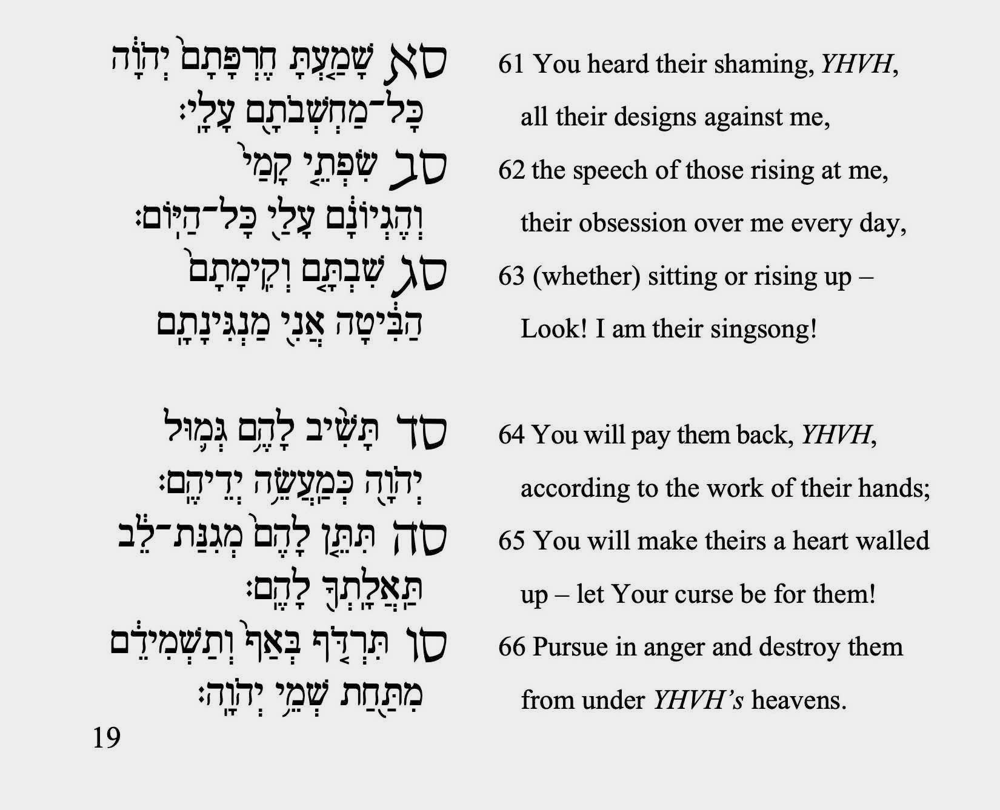 סא שָׁמַ֤עְתָּ חֶרְפָּתָם֙ יְהֹוָ֔ה
כׇּל־מַחְשְׁבֹתָ֖ם עָלָֽי׃
סב שִׂפְתֵ֤י קָמַי֙
וְהֶגְיוֹנָ֔ם עָלַ֖י כׇּל־הַיּֽוֹם׃
סג שִׁבְתָּ֤ם וְקִֽימָתָם֙
הַבִּ֔יטָה אֲנִ֖י מַנְגִּינָתָֽם
סד תָּשִׁ֨יב לָהֶ֥ם גְּמ֛וּל
יְהֹוָ֖ה כְּמַֽעֲשֵׂ֥ה יְדֵיהֶֽם׃
סה תִּתֵּ֤ן לָהֶם֙ מְגִנַּת־לֵ֔ב
תַּֽאֲלָֽתְךָ֖ לָהֶֽם׃
סו תִּרְדֹּ֤ף בְּאַף֙ וְתַשְׁמִידֵ֔ם
מִתַּ֖חַת שְׁמֵ֥י יְהֹוָֽה׃
61 You heard their shaming, YHVH,
all their designs against me,
62 the speech of those rising at me,
their obsession over me every day,
63 (whether) sitting or rising up –
Look! I am their singsong!
64 You will pay them back, YHVH,
according to the work of their hands;
65 You will make theirs a heart walled
up – let Your curse be for them!
66 Pursue in anger and destroy them
from under YHVH’s heavens.
19